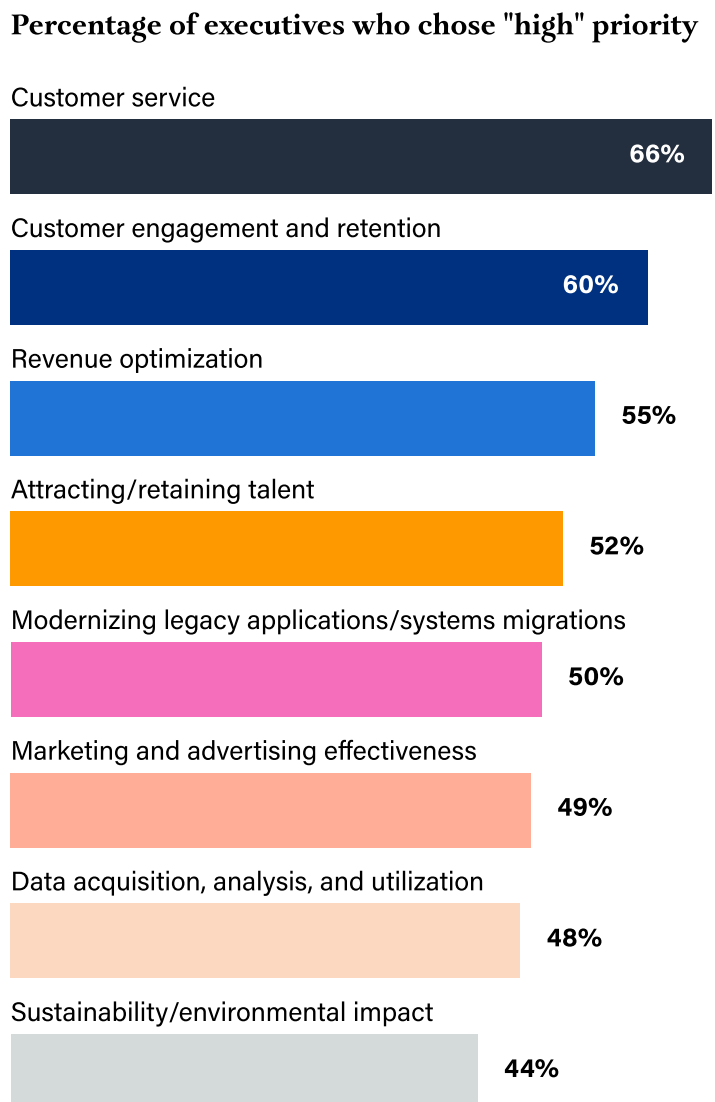 Percentage of executives who chose "high" priority
Customer service
66%
Customer engagement and retention
60%
Revenue optimization
55%
Attracting/retaining talent
52%
Modernizing legacy applications/systems migrations
50%
Marketing and advertising effectiveness
49%
Data acquisition, analysis, and utilization
48%
Sustainability/environmental impact
44%